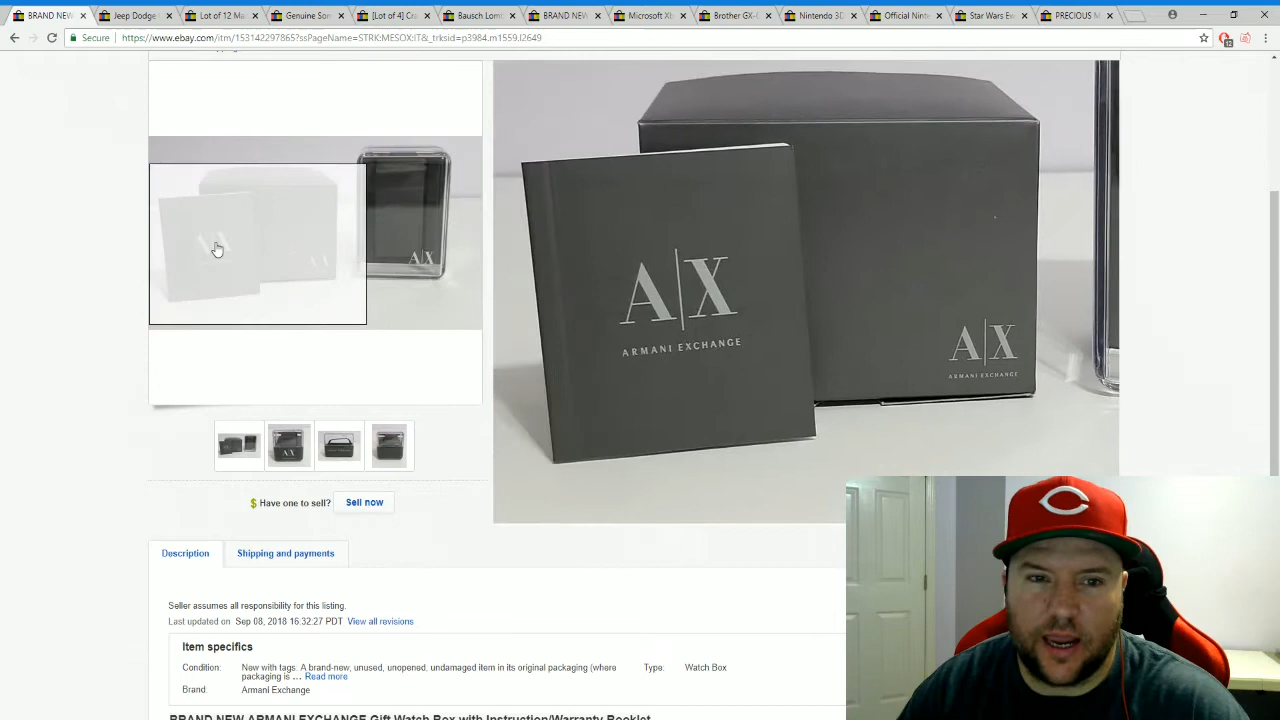 BRAND NEW
Jeep Dodge
Lot of 12 Ma
Genuine Son
[Lot of 4] Cra
Bausch Lom
BRAND NEW
Microsoft Xb
Brother GX-
Nintendo 3D
Official Ninte
Star Wars Ev
PRECIOUS M
Secure
https://www.ebay.com/itm/153142297865?ssPageName=STRK:MESOX:IT&_trksid=p3984.m1559.l2649
12
A|X
A|X
A|X
A|X
ARMANI EXCHANGE
A|X
ARMANI EXCHANGE
A|X
$ Have one to sell? Sell now
Description
Shipping and payments
Seller assumes all responsibility for this listing.
Last updated on Sep 08, 2018 16:32:27 PDT View all revisions
Item specifics
Condition: New with tags: A brand-new, unused, unopened, undamaged item in its original packaging (where
packaging is ... Read more
Type: Watch Box
Brand: Armani Exchange
BRAND NEW ARMANI EXCHANGE Gift Watch Box with Instruction/Warranty Booklet
C